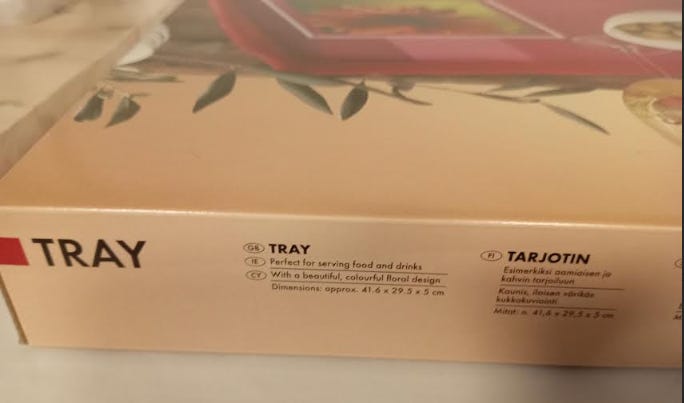 TRAY
GB TRAY
IE Perfect for serving food and drinks
CY With a beautiful, colourful floral design
Dimensions: approx. 41.6 x 29.5 x 5 cm
FI TARJOTIN
Esimerkiksi aamiaisen ja
kahvin tarjoiluun
Kaunis, iloisen värikäs
kukkakuviointi
Mitat: n. 41,6 x 29,5 x 5 cm